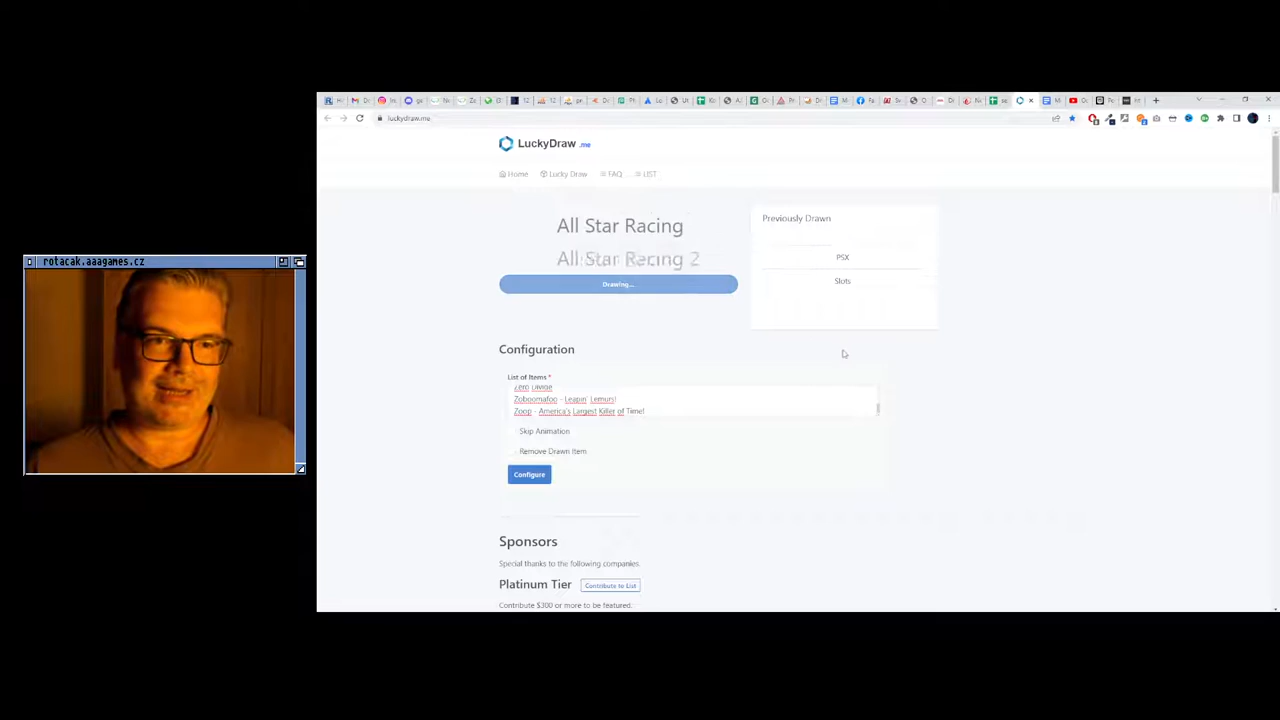 rotacak.aaagames.cz
luckydraw.me
LuckyDraw .me
Home
Lucky Draw
FAQ
LIST
All Star Racing
All Star Racing 2
Drawing...
Previously Drawn
PSX
Slots
Configuration
List of Items *
Zero Divide
Zoboomafoo - Leapin' Lemurs!
Zoop - America's Largest Killer of Time!
Skip Animation
Remove Drawn Item
Configure
Sponsors
Special thanks to the following companies.
Platinum Tier
Contribute to List
Contribute $300 or more to be featured.